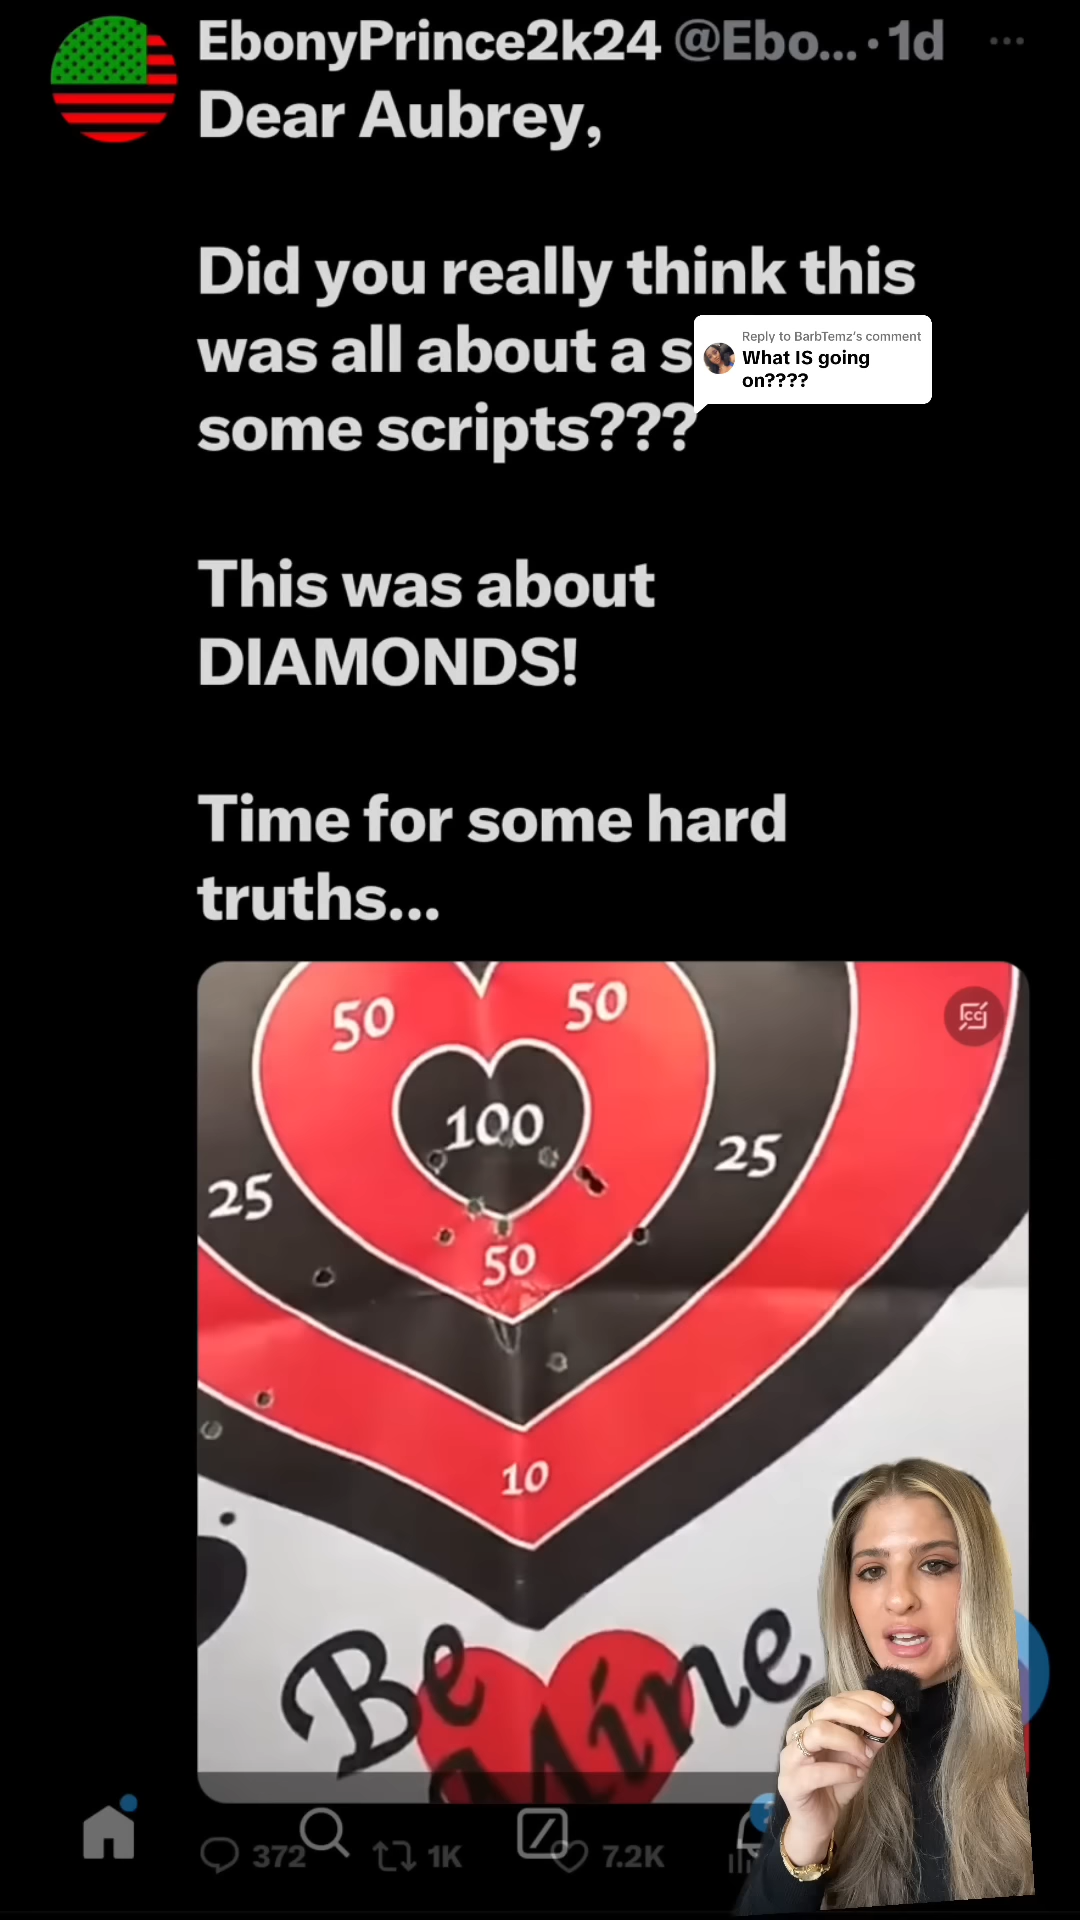 EbonyPrince2k24 @Ebo... · 1d
Dear Aubrey,
Did you really think this
was all about a s
some scripts???
Reply to BarbTemz's comment
What IS going
on????
This was about
DIAMONDS!
Time for some hard
truths...
50 50
100
25 25
50
10
Be
Mine
CC
372 1K 7.2K